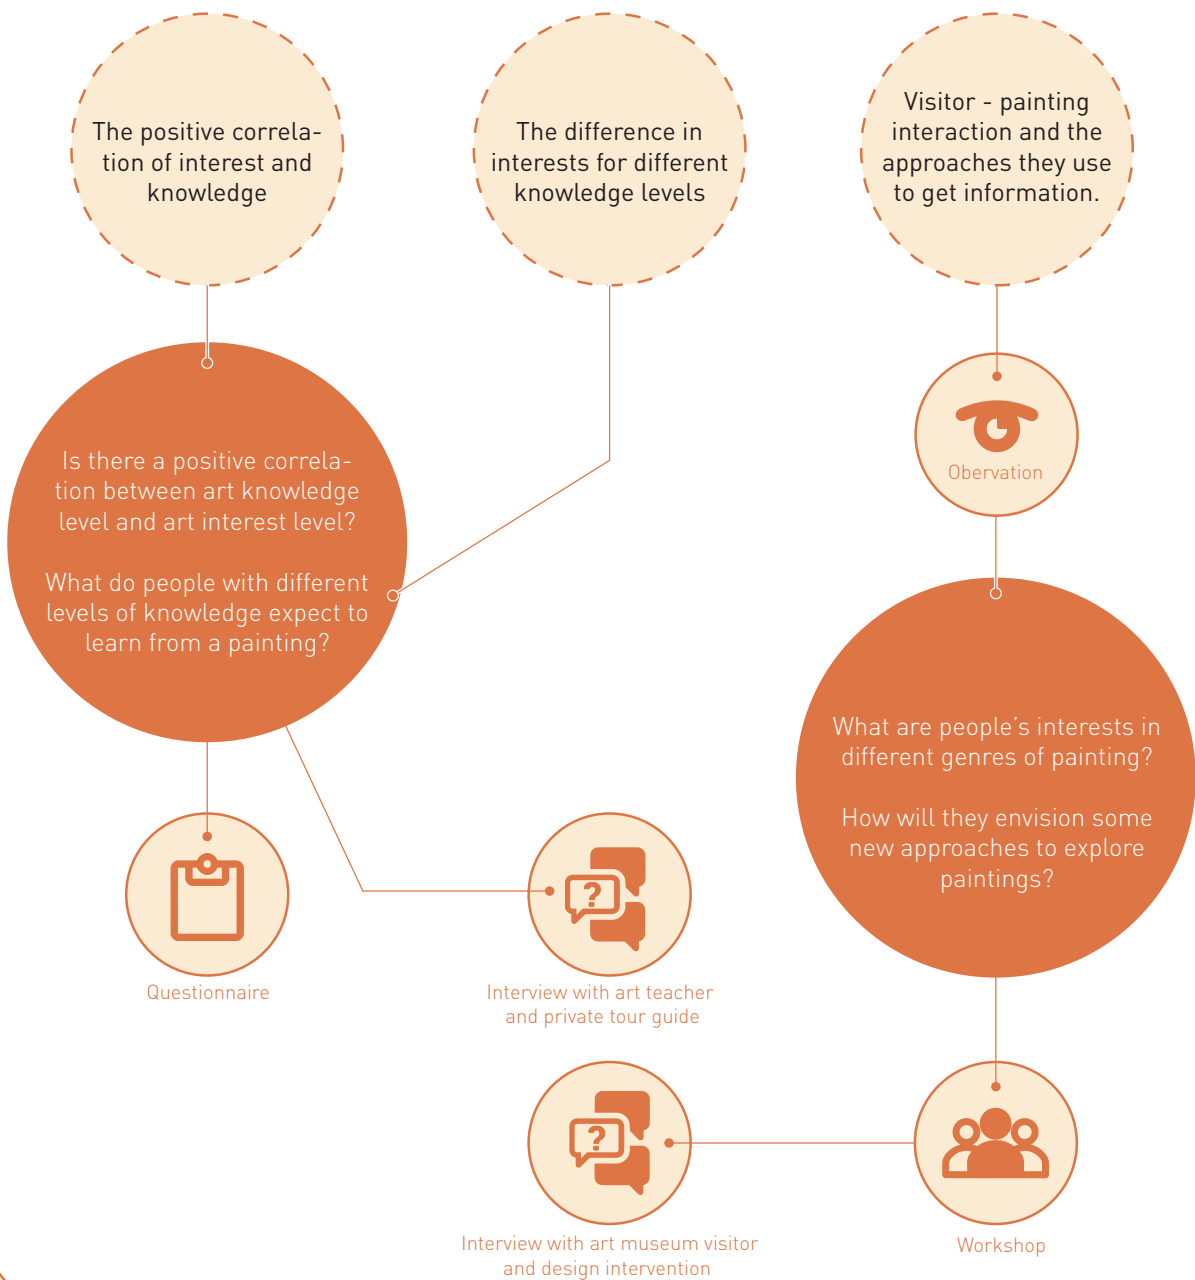 The positive correla-
tion of interest and
knowledge
The difference in
interests for different
knowledge levels
Visitor - painting
interaction and the
approaches they use
to get information.
Is there a positive correla-
tion between art knowledge
level and art interest level?
What do people with different
levels of knowledge expect to
learn from a painting?
Obervation
What are people’s interests in
different genres of painting?
How will they envision some
new approaches to explore
paintings?
?
Questionnaire
Interview with art teacher
and private tour guide
?
Interview with art museum visitor
and design intervention
Workshop